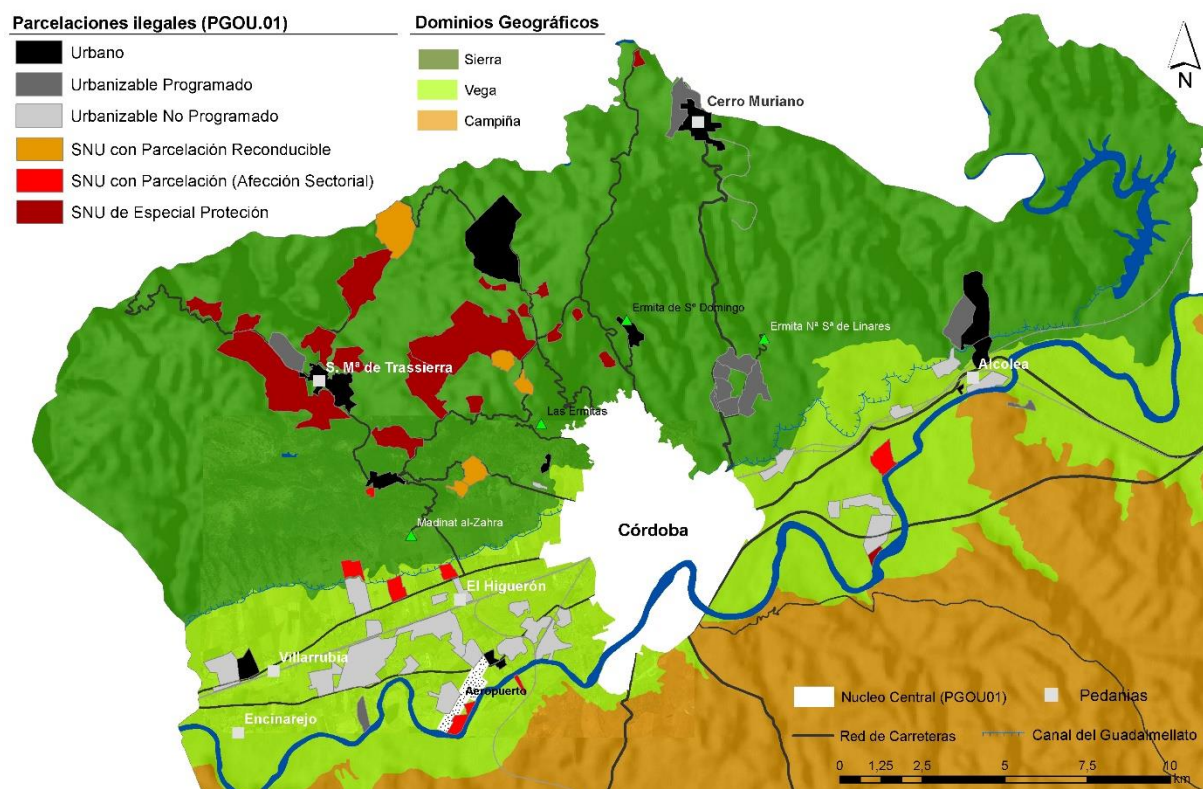 Parcelaciones ilegales (PGOU.01)
Urbano
Urbanizable Programado
Urbanizable No Programado
SNU con Parcelación Reconducible
SNU con Parcelación (Afección Sectorial)
SNU de Especial Proteción
Dominios Geográficos
Sierra
Vega
Campiña
N
Cerro Muriano
Ermita de Sº Domingo
Ermita Nª Sª de Linares
S. Mª de Trassierra
Alcolea
Las Ermitas
Madinat al-Zahra
Córdoba
El Higuerón
Villarrubia
Aeropuerto
Encinarejo
Nucleo Central (PGOU01)
Pedanias
Red de Carreteras
Canal del Guadalmellato
0 1,25 2,5 5 7,5 10
km